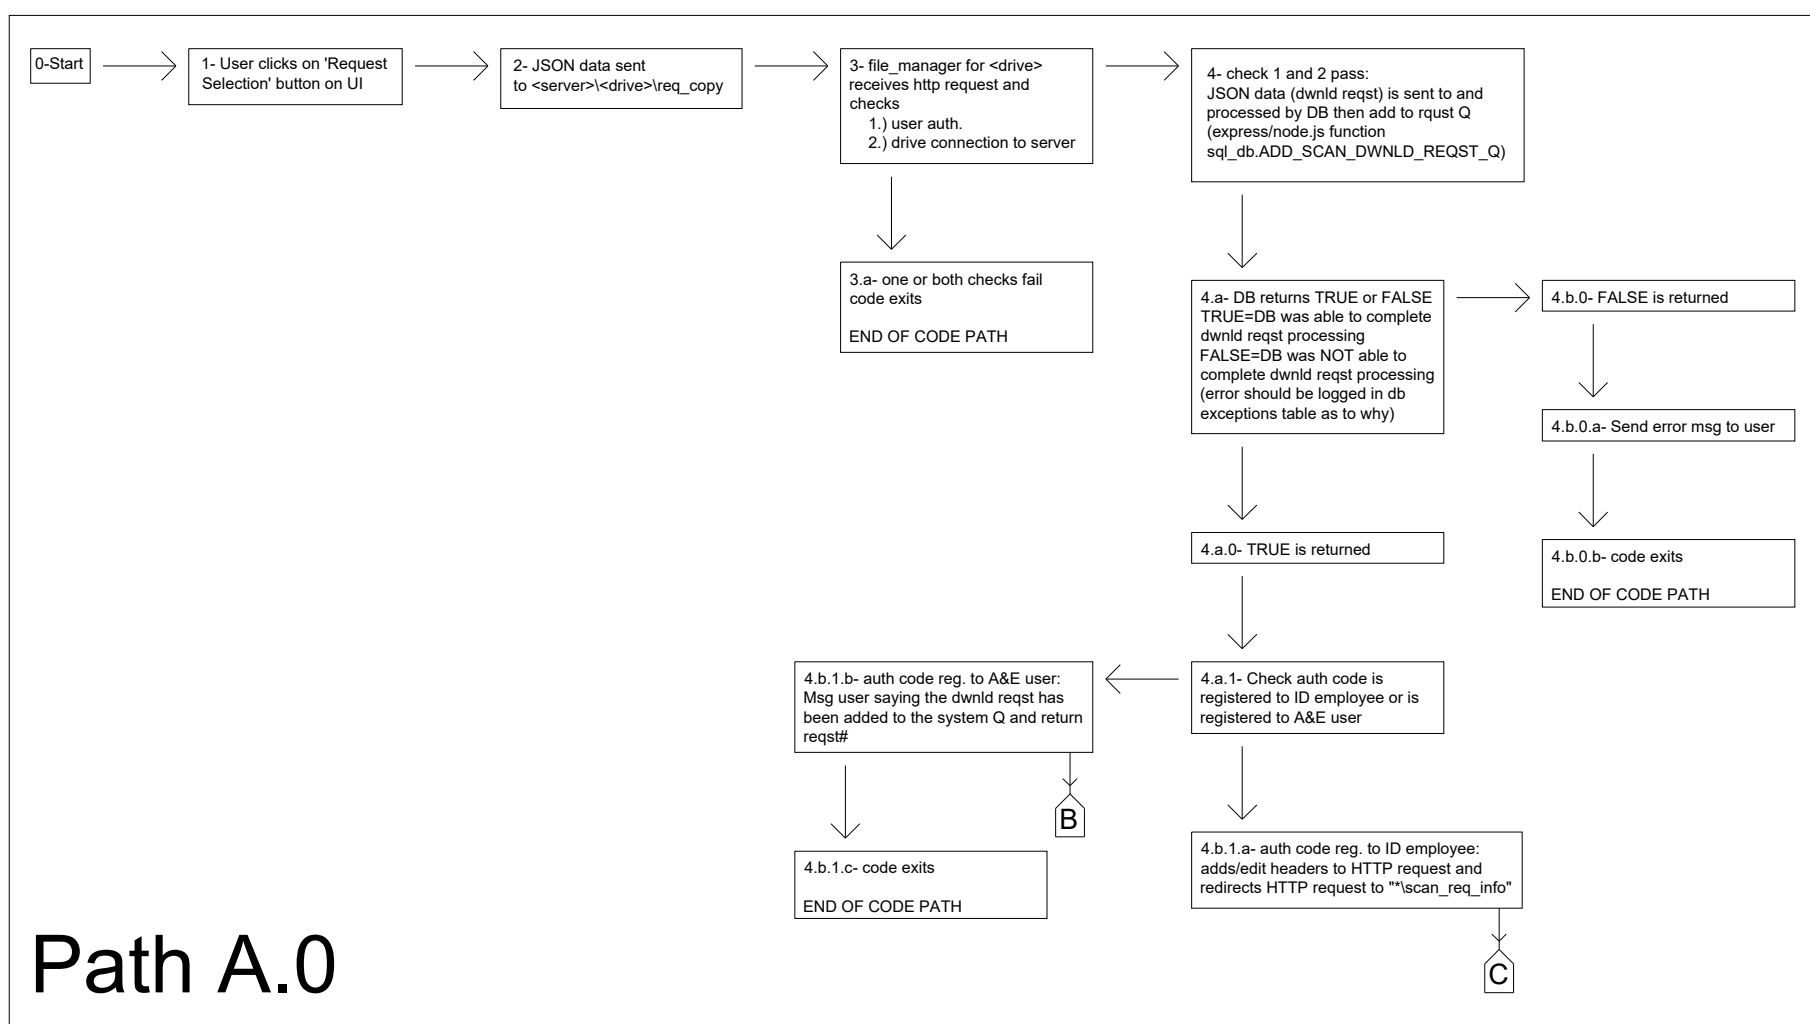 0-Start
1- User clicks on 'Request
Selection' button on UI
2- JSON data sent
to <server>\<drive>\req_copy
3- file_manager for <drive>
receives http request and
checks
1.) user auth.
2.) drive connection to server
4- check 1 and 2 pass:
JSON data (dwnld reqst) is sent to and
processed by DB then add to rqust Q
(express/node.js function
sql_db.ADD_SCAN_DWNLD_REQST_Q)
3.a- one or both checks fail
code exits
END OF CODE PATH
4.a- DB returns TRUE or FALSE
TRUE=DB was able to complete
dwnld reqst processing
FALSE=DB was NOT able to
complete dwnld reqst processing
(error should be logged in db
exceptions table as to why)
4.b.0- FALSE is returned
4.b.0.a- Send error msg to user
4.b.0.b- code exits
END OF CODE PATH
4.a.0- TRUE is returned
4.a.1- Check auth code is
registered to ID employee or is
registered to A&E user
4.b.1.b- auth code reg. to A&E user:
Msg user saying the dwnld reqst has
been added to the system Q and return
reqst#
B
4.b.1.c- code exits
END OF CODE PATH
4.b.1.a- auth code reg. to ID employee:
adds/edit headers to HTTP request and
redirects HTTP request to "*\scan_req_info"
C
Path A.0